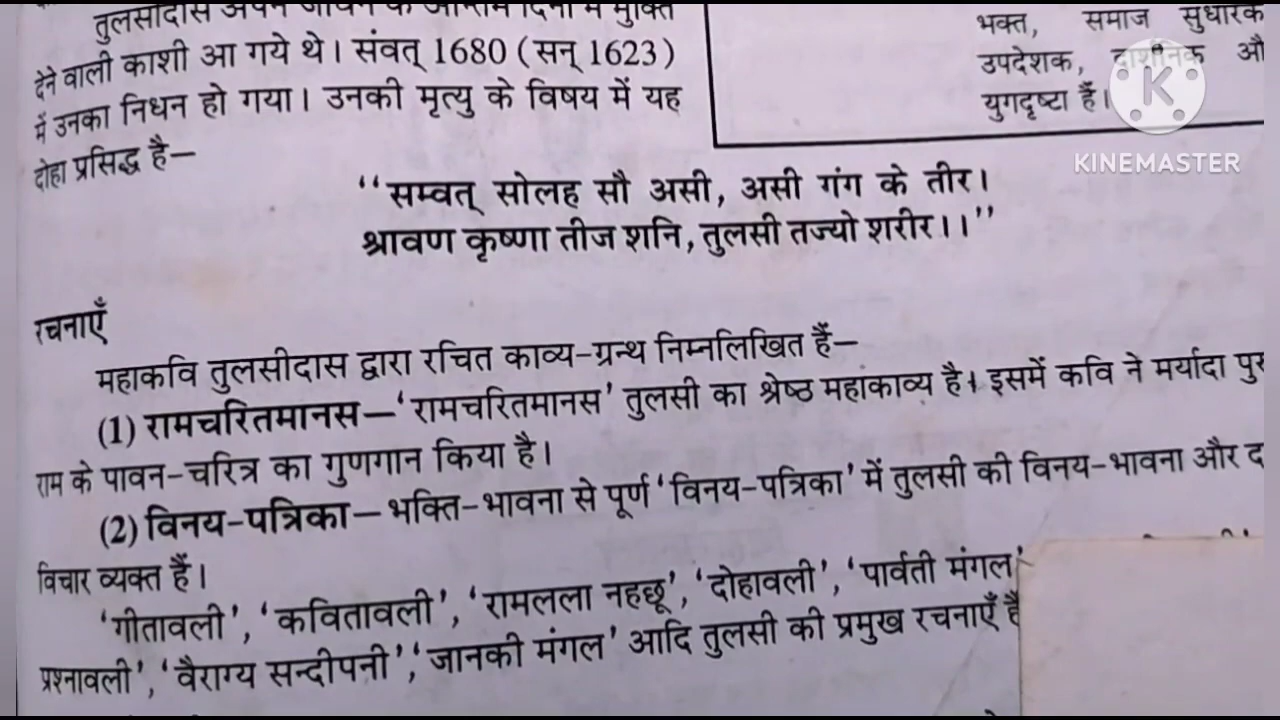 तुलसीदास अपने जीवन के अन्तिम दिनों में मुक्ति
देने वाली काशी आ गये थे। संवत् 1680 (सन् 1623)
में उनका निधन हो गया। उनकी मृत्यु के विषय में यह
दोहा प्रसिद्ध है—
भक्त, समाज सुधारक
उपदेशक, दार्शनिक औ
युगदृष्टा हैं।
K
KINEMASTER
‘‘सम्वत् सोलह सौ असी, असी गंग के तीर।
श्रावण कृष्णा तीज शनि, तुलसी तज्यो शरीर।।’’
रचनाएँ
महाकवि तुलसीदास द्वारा रचित काव्य-ग्रन्थ निम्नलिखित हैं—
(1) रामचरितमानस—‘रामचरितमानस’ तुलसी का श्रेष्ठ महाकाव्य है। इसमें कवि ने मर्यादा पुरु
राम के पावन-चरित्र का गुणगान किया है।
(2) विनय-पत्रिका— भक्ति-भावना से पूर्ण ‘विनय-पत्रिका’ में तुलसी की विनय-भावना और द
विचार व्यक्त हैं।
‘गीतावली’, ‘कवितावली’, ‘रामलला नहछू’, ‘दोहावली’, ‘पार्वती मंगल’
प्रश्नावली’, ‘वैराग्य सन्दीपनी’, ‘जानकी मंगल’ आदि तुलसी की प्रमुख रचनाएँ हैं